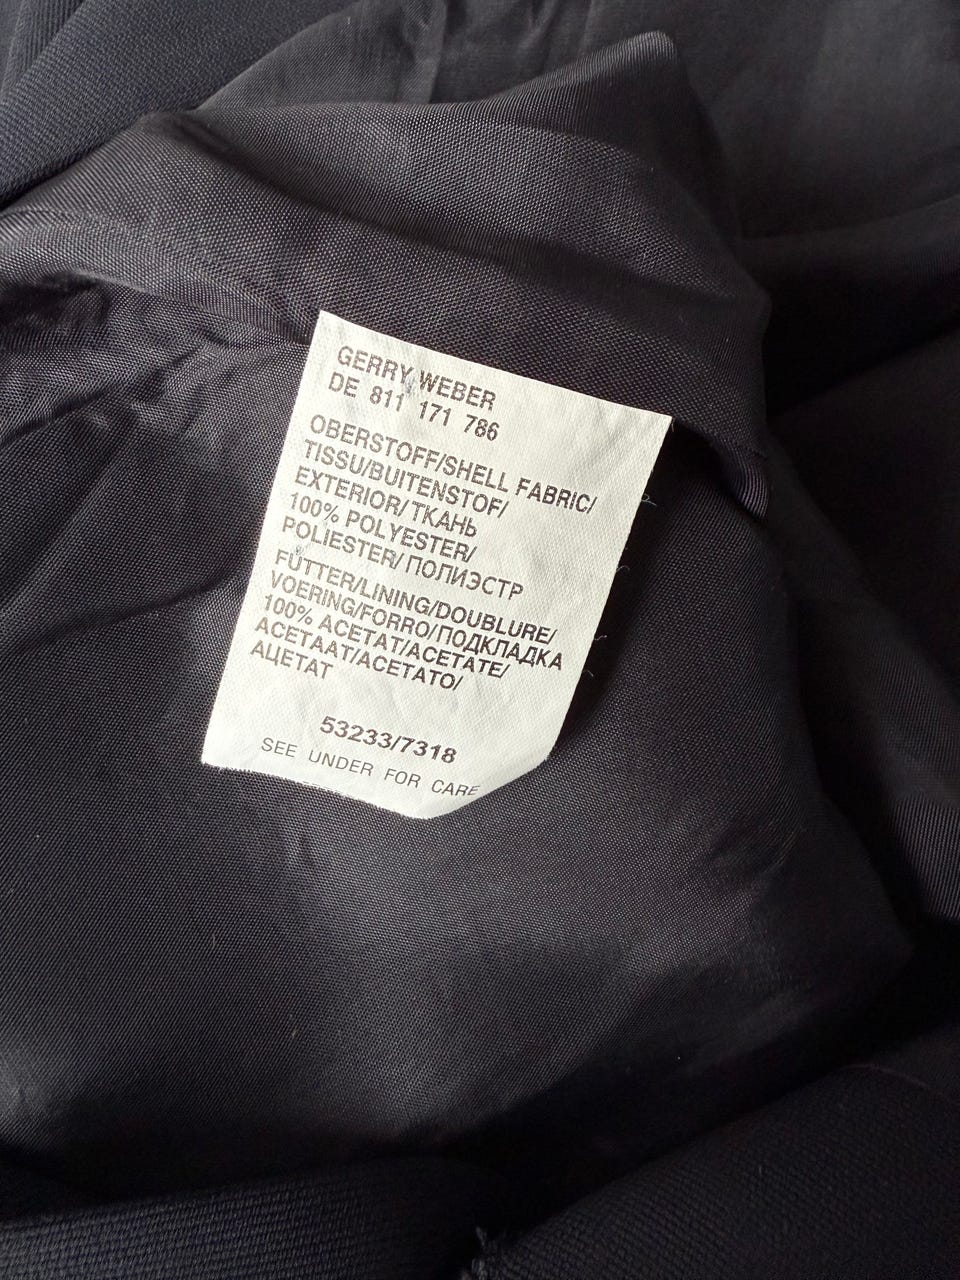 GERRY WEBER
DE 811 171 786
OBERSTOFF/SHELL FABRIC/
TISSU/BUITENSTOF/
EXTERIOR/ТКАНЬ
100% POLYESTER/
POLIESTER/ПОЛИЭСТР
FUTTER/LINING/DOUBLURE/
VOERING/FORRO/ПОДКЛАДКА
100% ACETAT/ACETATE/
ACETAAT/ACETATO/
АЦЕТАТ
53233/7318
SEE UNDER FOR CARE